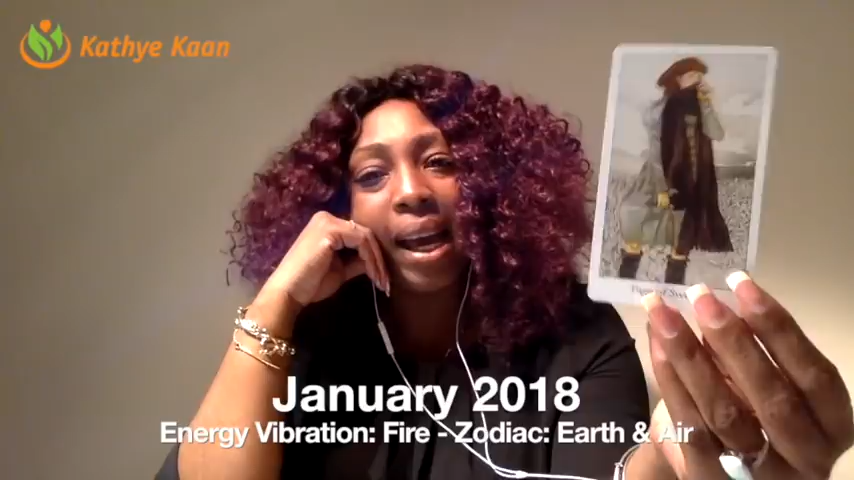 Kathye Kaan
January 2018
Energy Vibration: Fire - Zodiac: Earth & Air